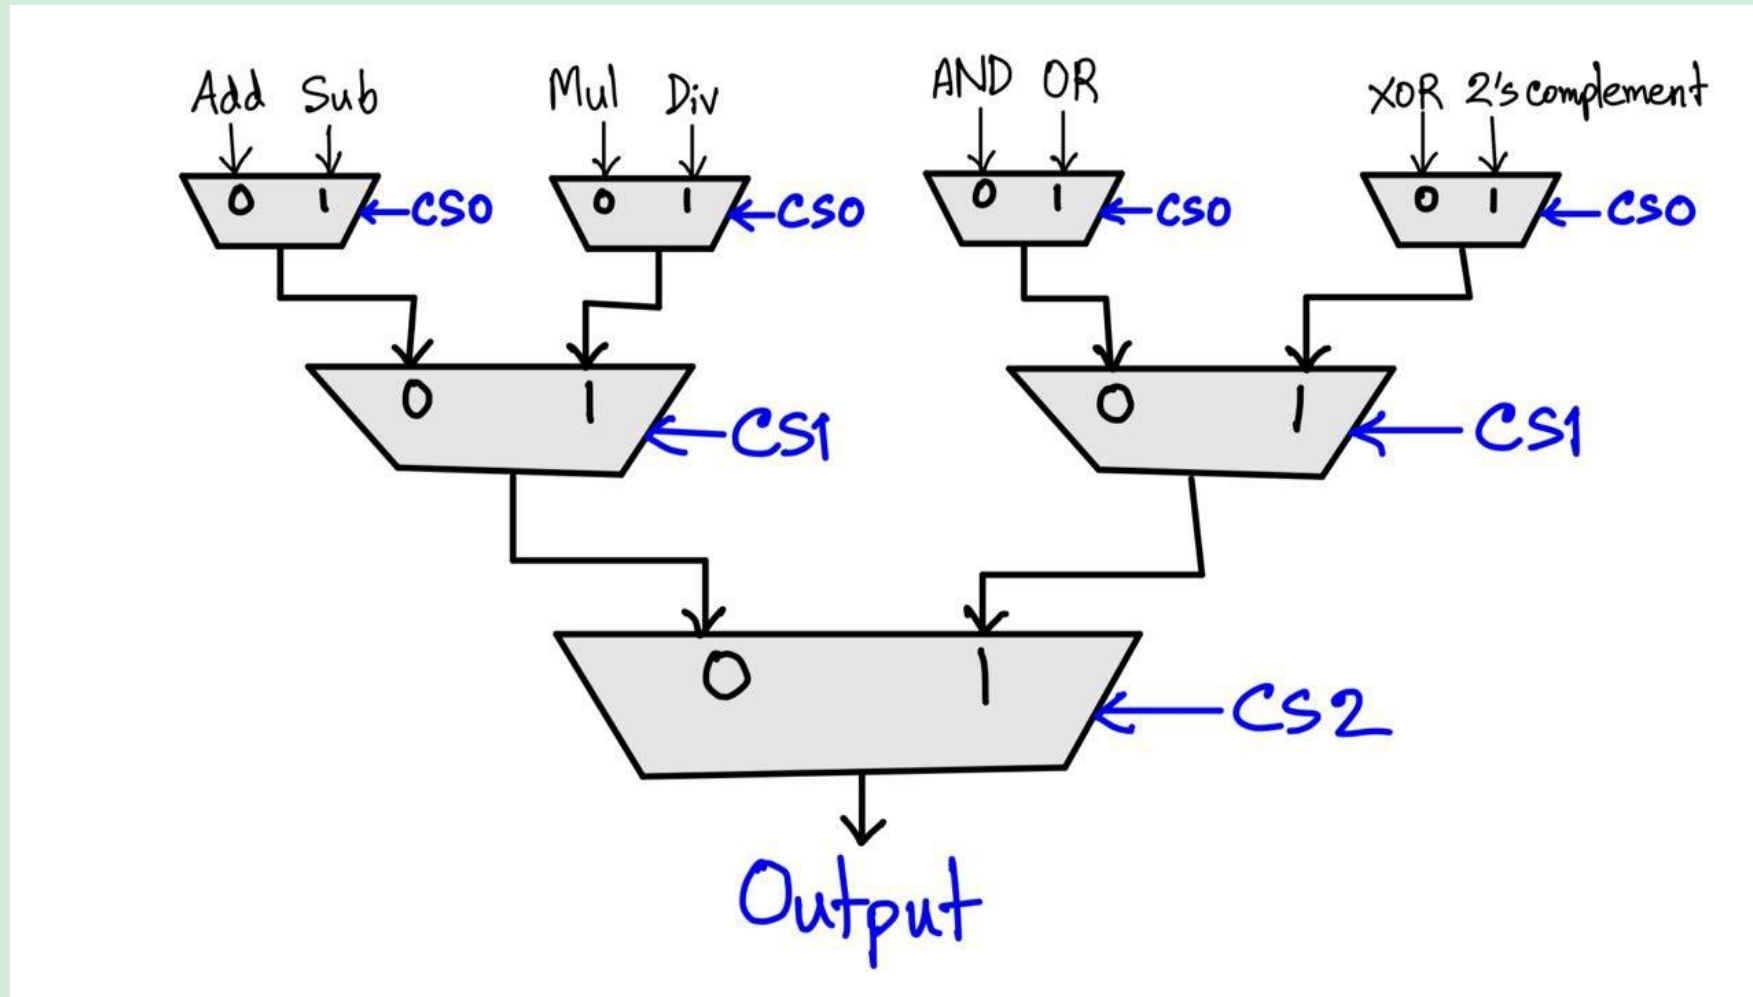 Add Sub Mul Div AND OR XOR 2's complement
0 1 CS0 0 1 CS0 0 1 CS0 0 1 CS0
0 1 CS1 0 1 CS1
0 1 CS2
Output